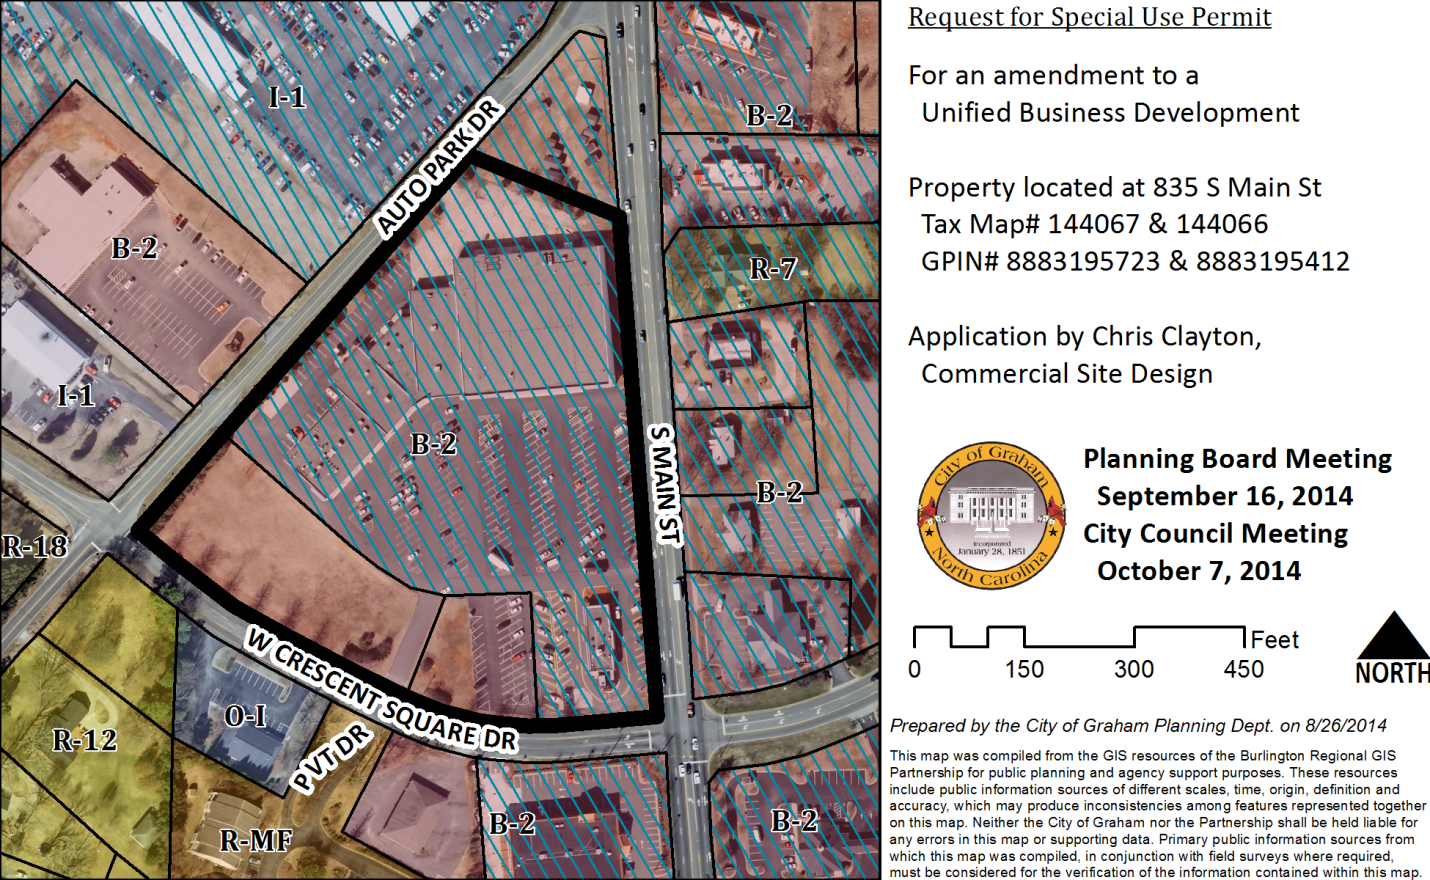 I-1
B-2
AUTO PARK DR
B-2
R-7
I-1
B-2
S MAIN ST
B-2
R-18
W CRESCENT SQUARE DR
O-I
R-12
PVT DR
R-MF
B-2
B-2
Request for Special Use Permit
For an amendment to a
Unified Business Development
Property located at 835 S Main St
Tax Map# 144067 & 144066
GPIN# 8883195723 & 8883195412
Application by Chris Clayton,
Commercial Site Design
City of Graham
Incorporated
January 28, 1851
North Carolina
Planning Board Meeting
September 16, 2014
City Council Meeting
October 7, 2014
Feet
0 150 300 450
NORTH
Prepared by the City of Graham Planning Dept. on 8/26/2014
This map was compiled from the GIS resources of the Burlington Regional GIS
Partnership for public planning and agency support purposes. These resources
include public information sources of different scales, time, origin, definition and
accuracy, which may produce inconsistencies among features represented together
on this map. Neither the City of Graham nor the Partnership shall be held liable for
any errors in this map or supporting data. Primary public information sources from
which this map was compiled, in conjunction with field surveys where required,
must be considered for the verification of the information contained within this map.